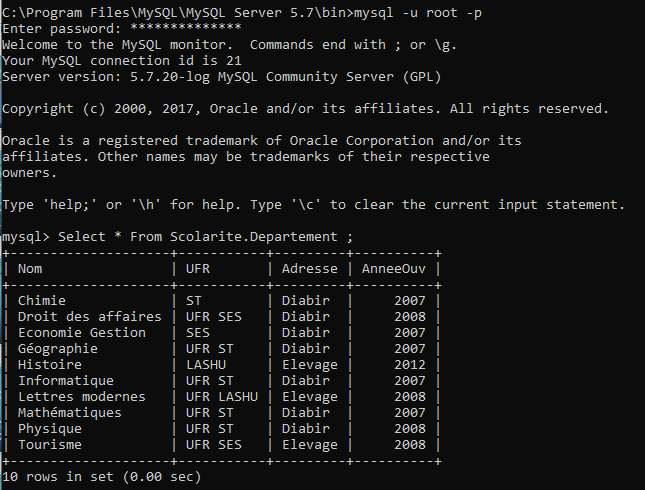 C:\Program Files\MySQL\MySQL Server 5.7\bin>mysql -u root -p
Enter password: **************
Welcome to the MySQL monitor.  Commands end with ; or \g.
Your MySQL connection id is 21
Server version: 5.7.20-log MySQL Community Server (GPL)
Copyright (c) 2000, 2017, Oracle and/or its affiliates. All rights reserved.
Oracle is a registered trademark of Oracle Corporation and/or its
affiliates. Other names may be trademarks of their respective
owners.
Type 'help;' or '\h' for help. Type '\c' to clear the current input statement.
mysql> Select * From Scolarite.Departement ;
+--------------------+----------+---------+----------+
| Nom                | UFR      | Adresse | AnneeOuv |
+--------------------+----------+---------+----------+
| Chimie             | ST       | Diabir  |     2007 |
| Droit des affaires | UFR SES  | Diabir  |     2008 |
| Economie Gestion   | SES      | Diabir  |     2007 |
| Géographie         | UFR ST   | Diabir  |     2007 |
| Histoire           | LASHU    | Elevage |     2012 |
| Informatique       | UFR ST   | Diabir  |     2007 |
| Lettres modernes   | UFR LASHU | Elevage |     2008 |
| Mathématiques      | UFR ST   | Diabir  |     2007 |
| Physique           | UFR ST   | Diabir  |     2008 |
| Tourisme           | UFR SES  | Elevage |     2008 |
+--------------------+----------+---------+----------+
10 rows in set (0.00 sec)